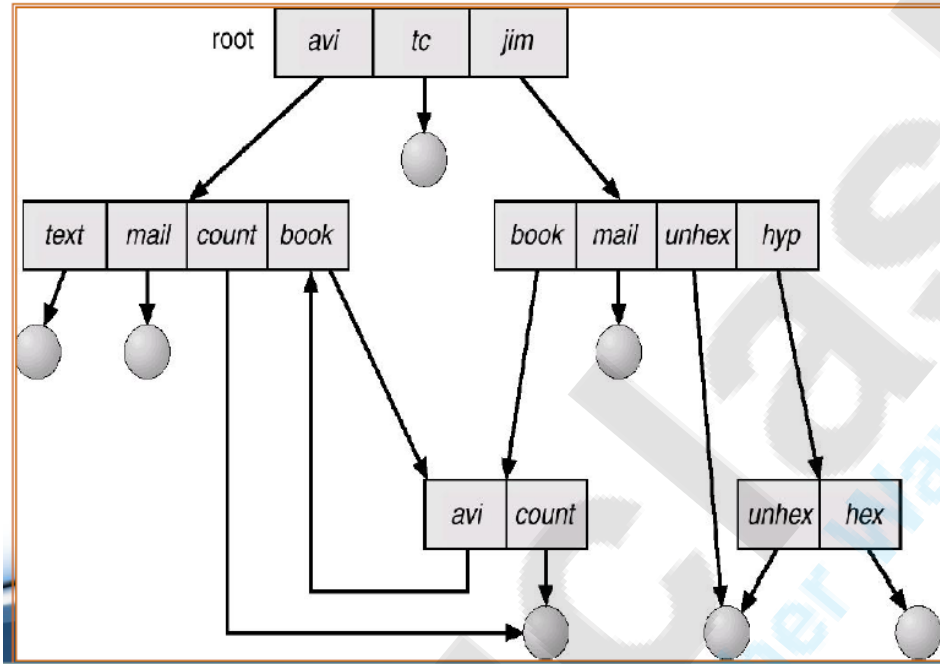 root avi tc jim
text mail count book book mail unhex hyp
avi count unhex hex